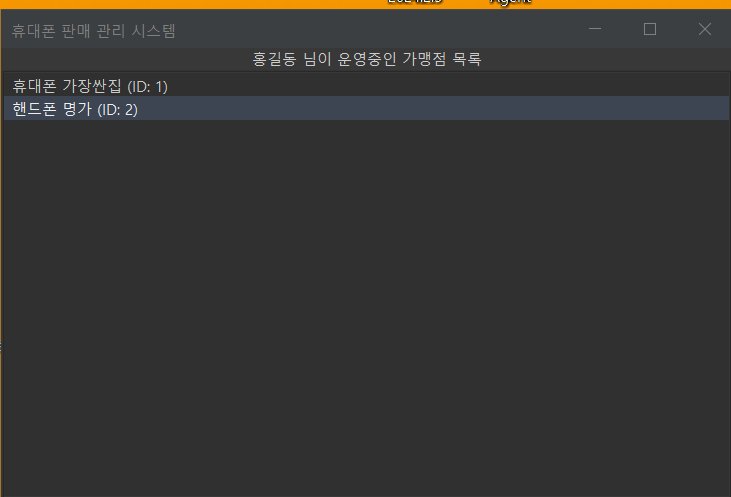 Agent
휴대폰 판매 관리 시스템
홍길동 님이 운영중인 가맹점 목록
휴대폰 가장싼집 (ID: 1)
핸드폰 명가 (ID: 2)